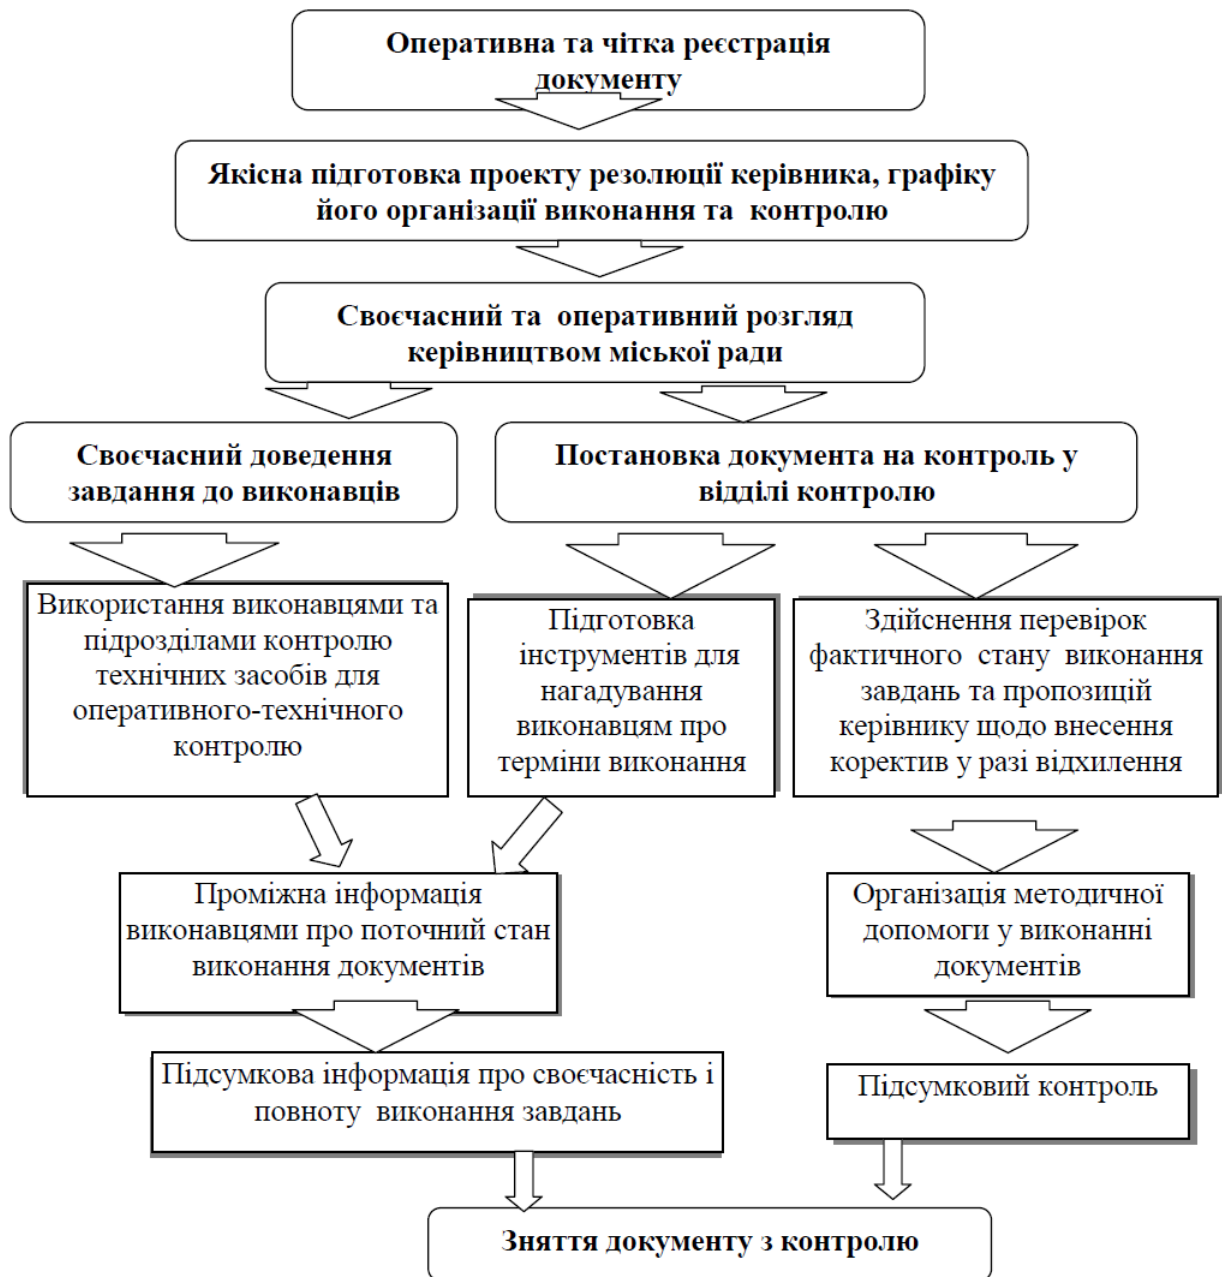 Оперативна та чітка реєстрація
документу
Якісна підготовка проекту резолюції керівника, графіку
його організації виконання та контролю
Своєчасний та оперативний розгляд
керівництвом міської ради
Своєчасний доведення
завдання до виконавців
Постановка документа на контроль у
відділі контролю
Використання виконавцями та
підрозділами контролю
технічних засобів для
оперативного-технічного
контролю
Підготовка
інструментів для
нагадування
виконавцям про
терміни виконання
Здійснення перевірок
фактичного стану виконання
завдань та пропозицій
керівнику щодо внесення
коректив у разі відхилення
Проміжна інформація
виконавцями про поточний стан
виконання документів
Організація методичної
допомоги у виконанні
документів
Підсумкова інформація про своєчасність і
повноту виконання завдань
Підсумковий контроль
Зняття документу з контролю